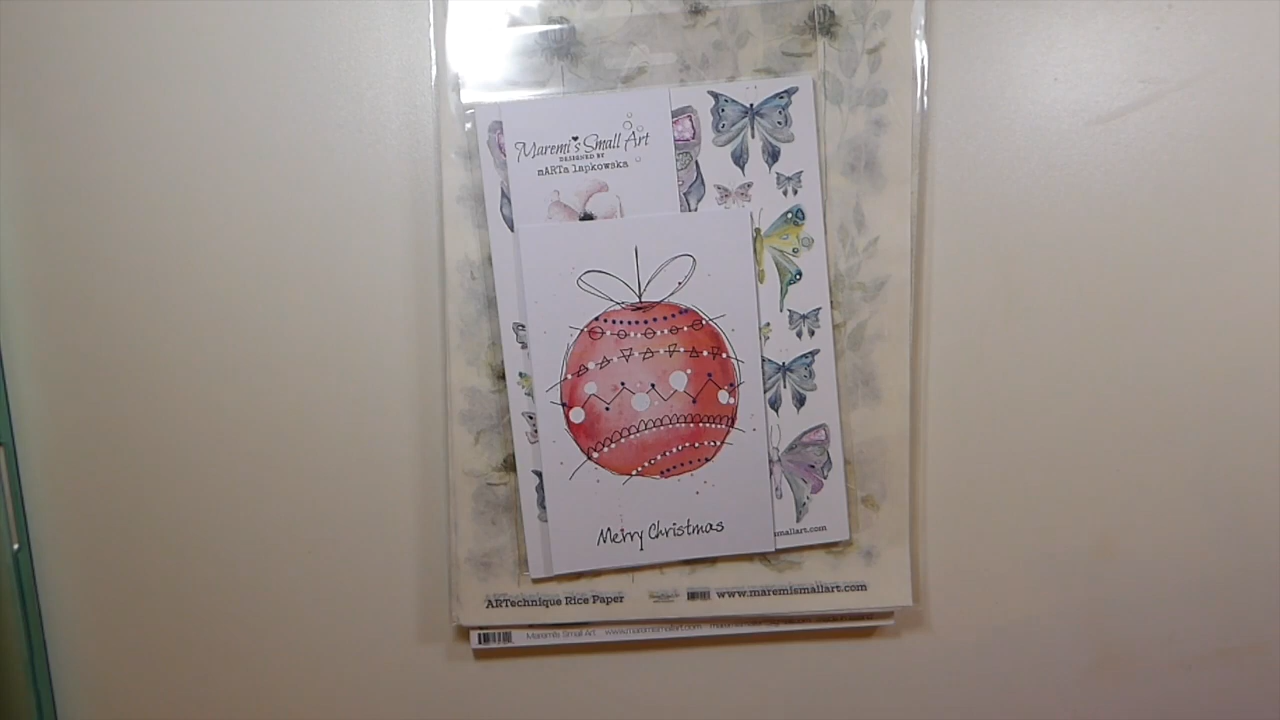 Maremi's Small Art
DESIGNED BY
mARTa lapkowska
Merry Christmas
smallart.com
ARTechnique Rice Paper
www.maremismallart.com
Maremi's Small Art www.maremismallart.com